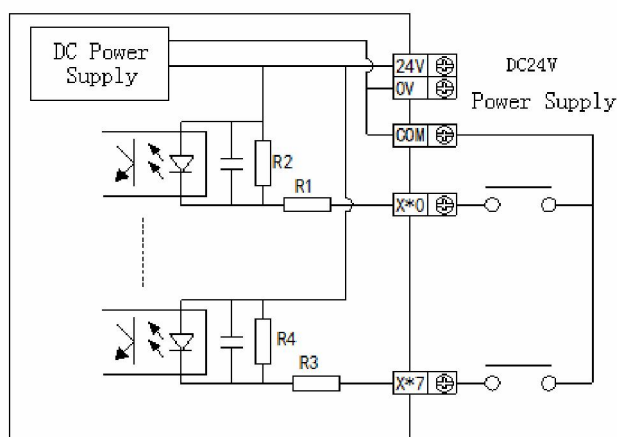 DC Power
Supply
24V
0V
DC24V
Power Supply
COM
R2
R1
X*0
R4
R3
X*7